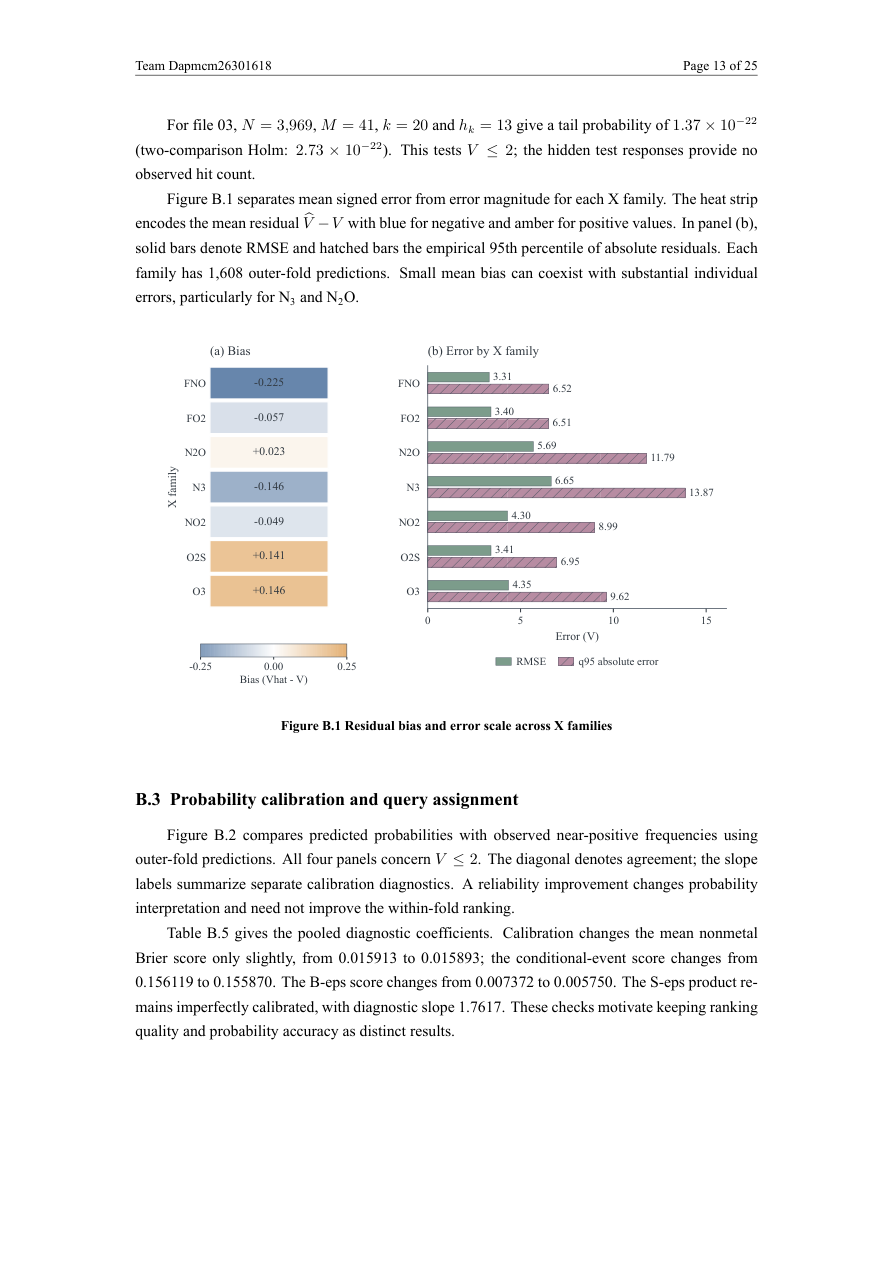 Team Dapmcm26301618 Page 13 of 25
For file 03, N = 3,969, M = 41, k = 20 and hₖ = 13 give a tail probability of 1.37 × 10⁻²²
(two-comparison Holm: 2.73 × 10⁻²²). This tests V ≤ 2; the hidden test responses provide no
observed hit count.
Figure B.1 separates mean signed error from error magnitude for each X family. The heat strip
encodes the mean residual V̂ − V with blue for negative and amber for positive values. In panel (b),
solid bars denote RMSE and hatched bars the empirical 95th percentile of absolute residuals. Each
family has 1,608 outer-fold predictions. Small mean bias can coexist with substantial individual
errors, particularly for N₃ and N₂O.
(a) Bias
X family
FNO -0.225
FO2 -0.057
N2O +0.023
N3 -0.146
NO2 -0.049
O2S +0.141
O3 +0.146
-0.25 0.00 0.25
Bias (Vhat - V)
(b) Error by X family
FNO 3.31 6.52
FO2 3.40 6.51
N2O 5.69 11.79
N3 6.65 13.87
NO2 4.30 8.99
O2S 3.41 6.95
O3 4.35 9.62
0 5 10 15
Error (V)
RMSE q95 absolute error
Figure B.1 Residual bias and error scale across X families
B.3 Probability calibration and query assignment
Figure B.2 compares predicted probabilities with observed near-positive frequencies using
outer-fold predictions. All four panels concern V ≤ 2. The diagonal denotes agreement; the slope
labels summarize separate calibration diagnostics. A reliability improvement changes probability
interpretation and need not improve the within-fold ranking.
Table B.5 gives the pooled diagnostic coefficients. Calibration changes the mean nonmetal
Brier score only slightly, from 0.015913 to 0.015893; the conditional-event score changes from
0.156119 to 0.155870. The B-eps score changes from 0.007372 to 0.005750. The S-eps product re-
mains imperfectly calibrated, with diagnostic slope 1.7617. These checks motivate keeping ranking
quality and probability accuracy as distinct results.